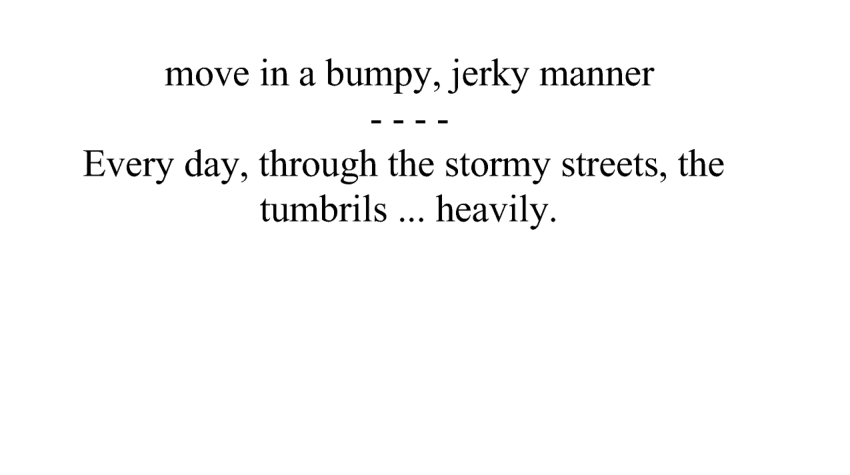 move in a bumpy, jerky manner
- - - -
Every day, through the stormy streets, the
tumbrils ... heavily.